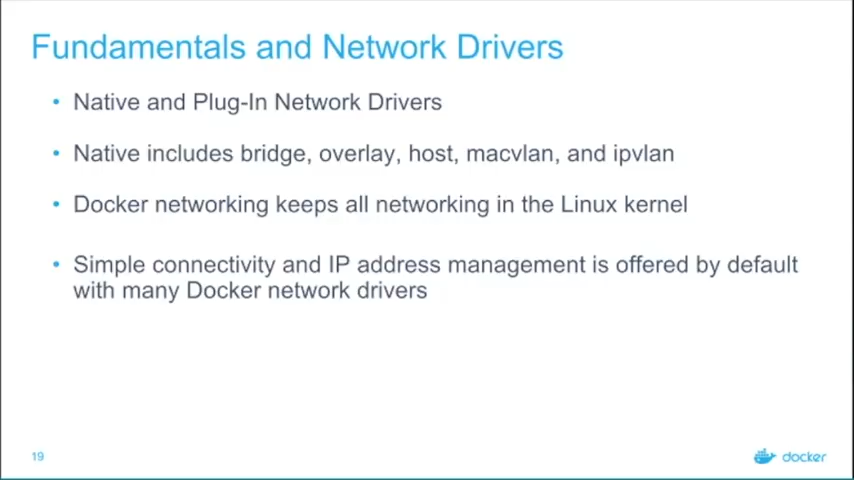 Fundamentals and Network Drivers
• Native and Plug-In Network Drivers
• Native includes bridge, overlay, host, macvlan, and ipvlan
• Docker networking keeps all networking in the Linux kernel
• Simple connectivity and IP address management is offered by default
with many Docker network drivers
19
docker